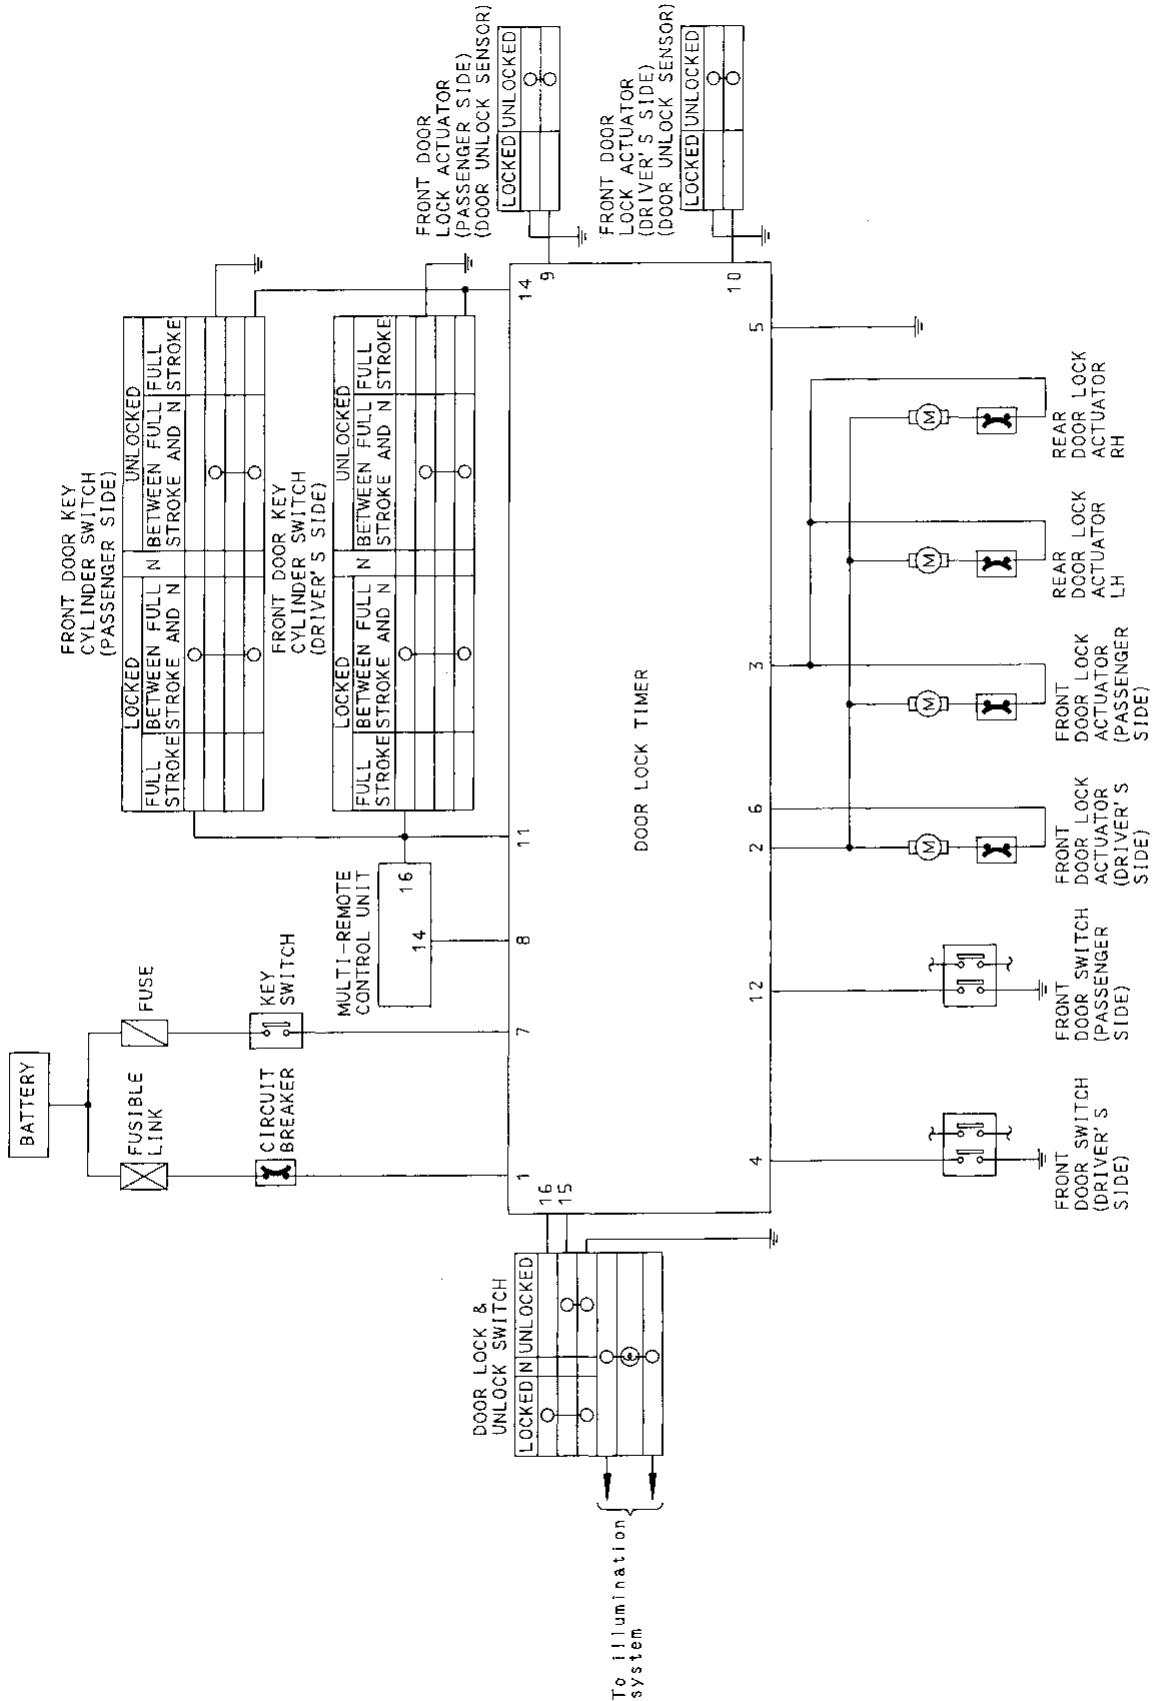 BATTERY
FUSIBLE
LINK
FUSE
CIRCUIT
BREAKER
KEY
SWITCH
MULTI-REMOTE
CONTROL UNIT
14
16
FRONT DOOR KEY
CYLINDER SWITCH
(PASSENGER SIDE)
LOCKED
UNLOCKED
FULL
STROKE
BETWEEN FULL
STROKE AND N
N
BETWEEN FULL
STROKE AND N
FULL
STROKE
FRONT DOOR KEY
CYLINDER SWITCH
(DRIVER'S SIDE)
LOCKED
UNLOCKED
FULL
STROKE
BETWEEN FULL
STROKE AND N
N
BETWEEN FULL
STROKE AND N
FULL
STROKE
FRONT DOOR
LOCK ACTUATOR
(PASSENGER SIDE)
(DOOR UNLOCK SENSOR)
LOCKED
UNLOCKED
FRONT DOOR
LOCK ACTUATOR
(DRIVER'S SIDE)
(DOOR UNLOCK SENSOR)
LOCKED
UNLOCKED
DOOR LOCK &
UNLOCK SWITCH
LOCKED
N
UNLOCKED
To illumination
system
1
7
8
11
14
16
15
9
10
DOOR LOCK TIMER
4
12
2
6
3
5
M
M
M
M
FRONT
DOOR SWITCH
(DRIVER'S
SIDE)
FRONT
DOOR SWITCH
(PASSENGER
SIDE)
FRONT
DOOR LOCK
ACTUATOR
(DRIVER'S
SIDE)
FRONT
DOOR LOCK
ACTUATOR
(PASSENGER
SIDE)
REAR
DOOR LOCK
ACTUATOR
LH
REAR
DOOR LOCK
ACTUATOR
RH